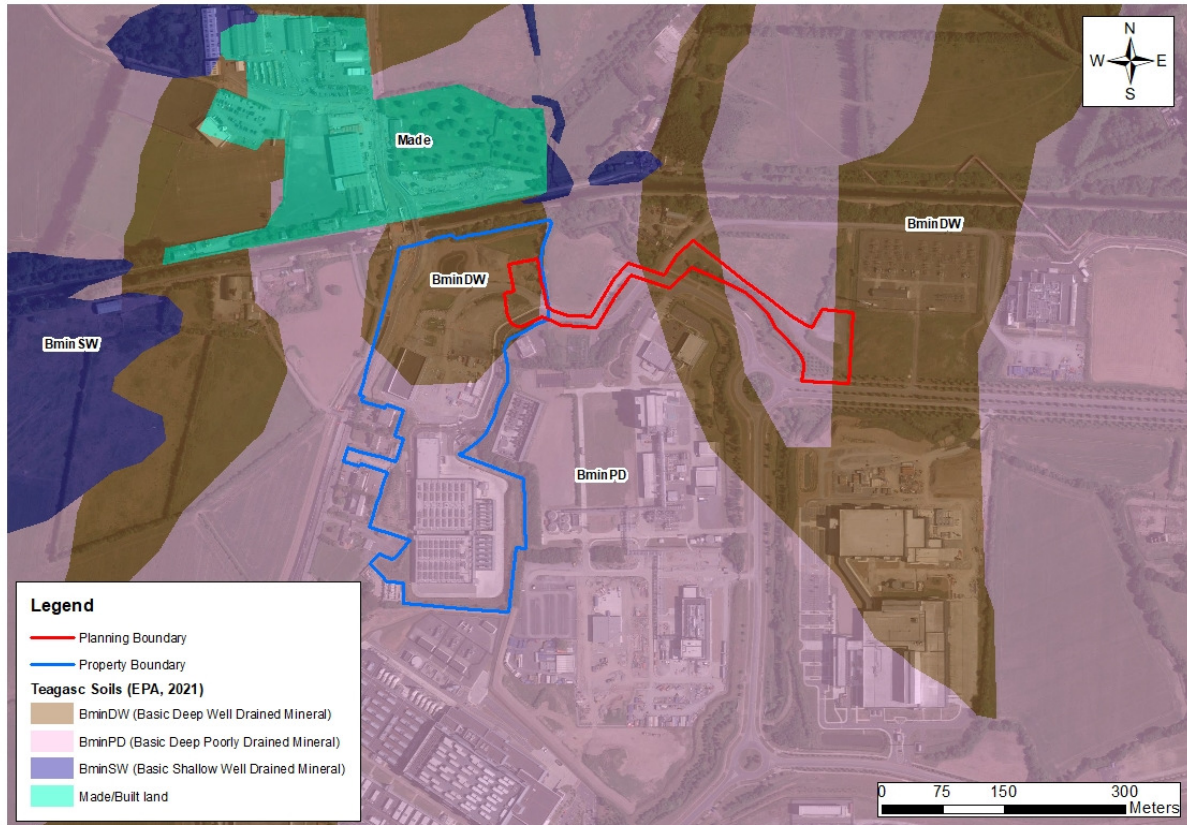 N
W E
S
Made
BminDW
BminDW
BminSW
BminPD
Legend
Planning Boundary
Property Boundary
Teagasc Soils (EPA, 2021)
BminDW (Basic Deep Well Drained Mineral)
BminPD (Basic Deep Poorly Drained Mineral)
BminSW (Basic Shallow Well Drained Mineral)
Made/Built land
0 75 150 300
Meters